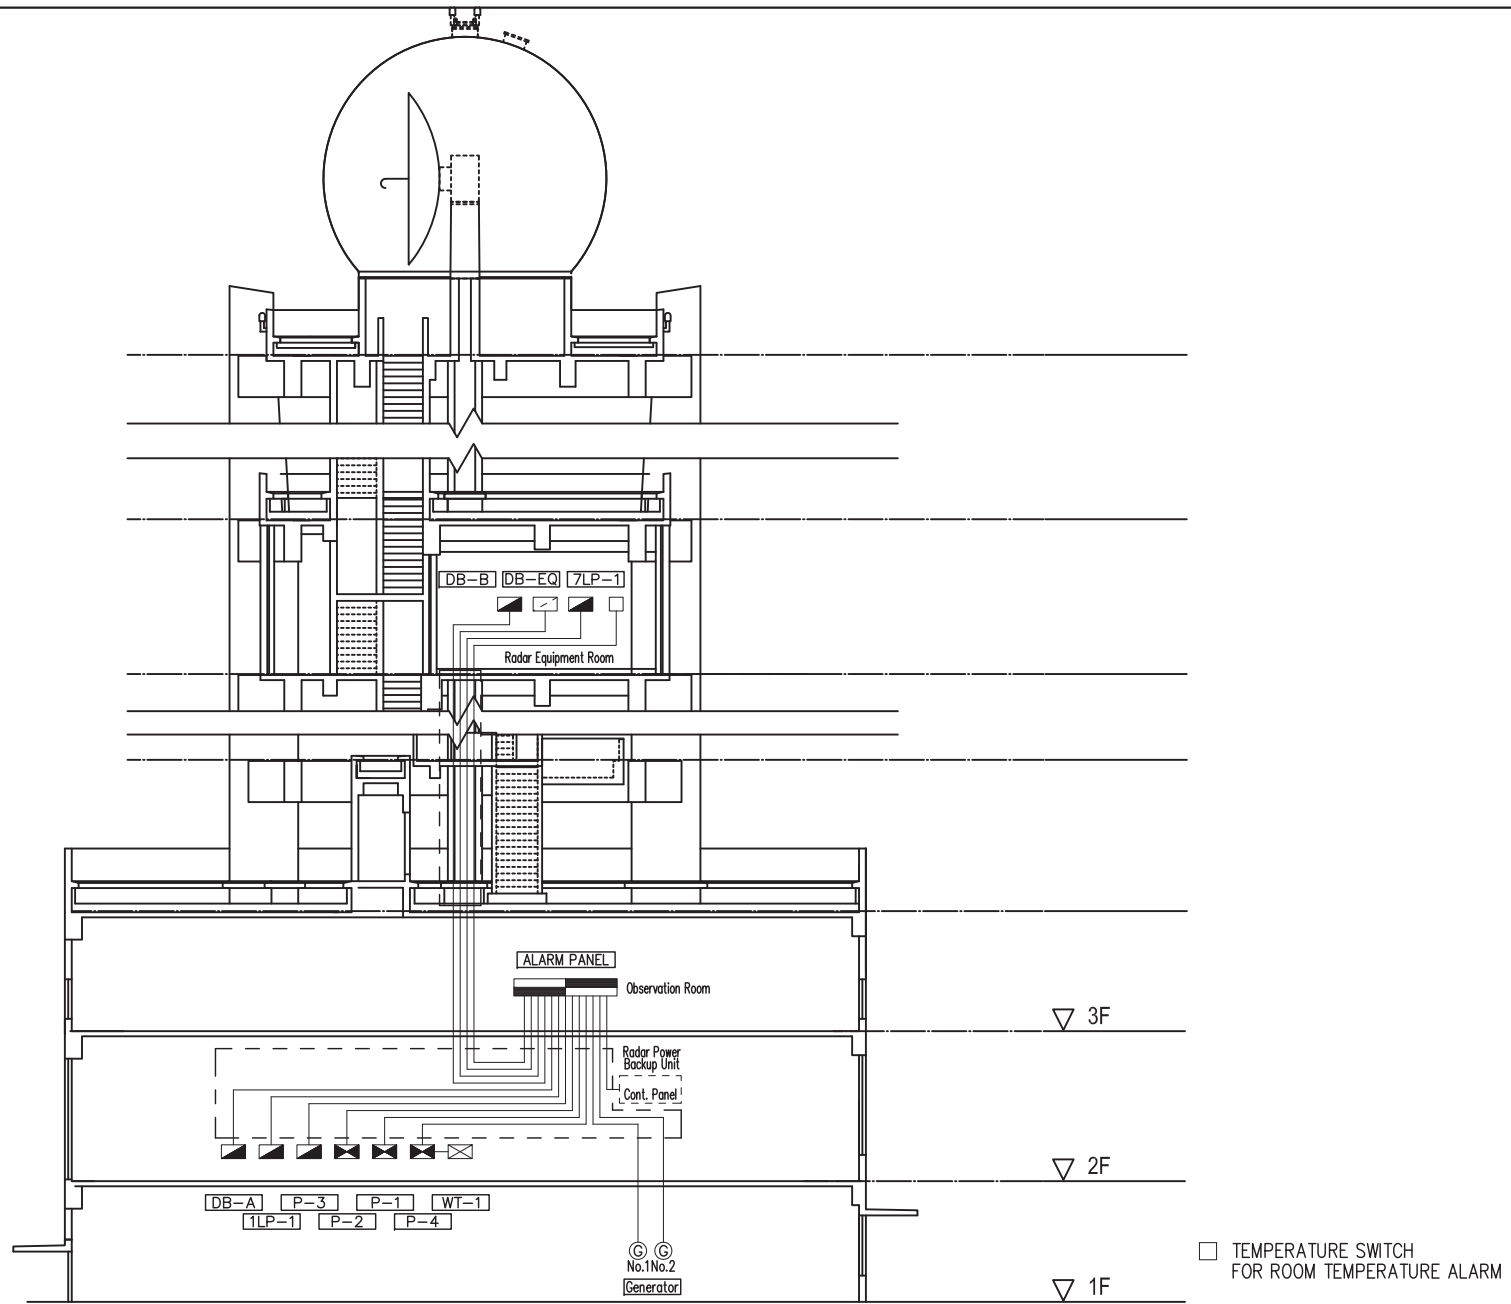 DB-B DB-EQ 7LP-1
Radar Equipment Room
ALARM PANEL
Observation Room
3F
Radar Power
Backup Unit
Cont. Panel
2F
DB-A P-3 P-1 WT-1
1LP-1 P-2 P-4
G G
No.1 No.2
Generator
1F
TEMPERATURE SWITCH
FOR ROOM TEMPERATURE ALARM